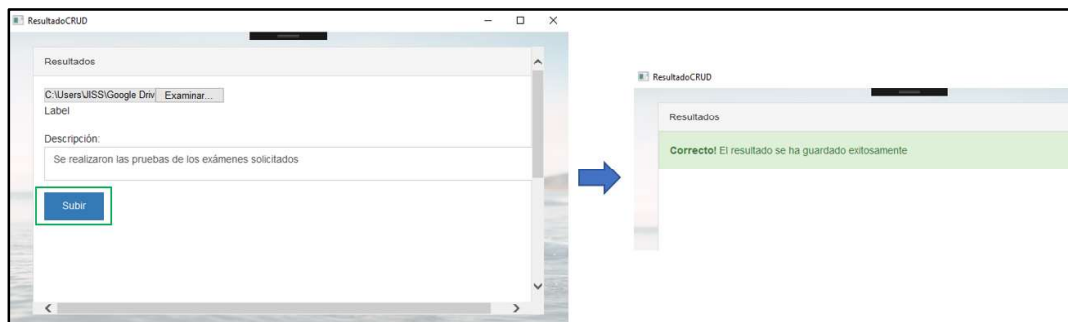 ResultadoCRUD
Resultados
C:\Users\JISS\Google Driv Examinar...
Label
Descripción:
Se realizaron las pruebas de los exámenes solicitados
Subir
ResultadoCRUD
Resultados
Correcto! El resultado se ha guardado exitosamente